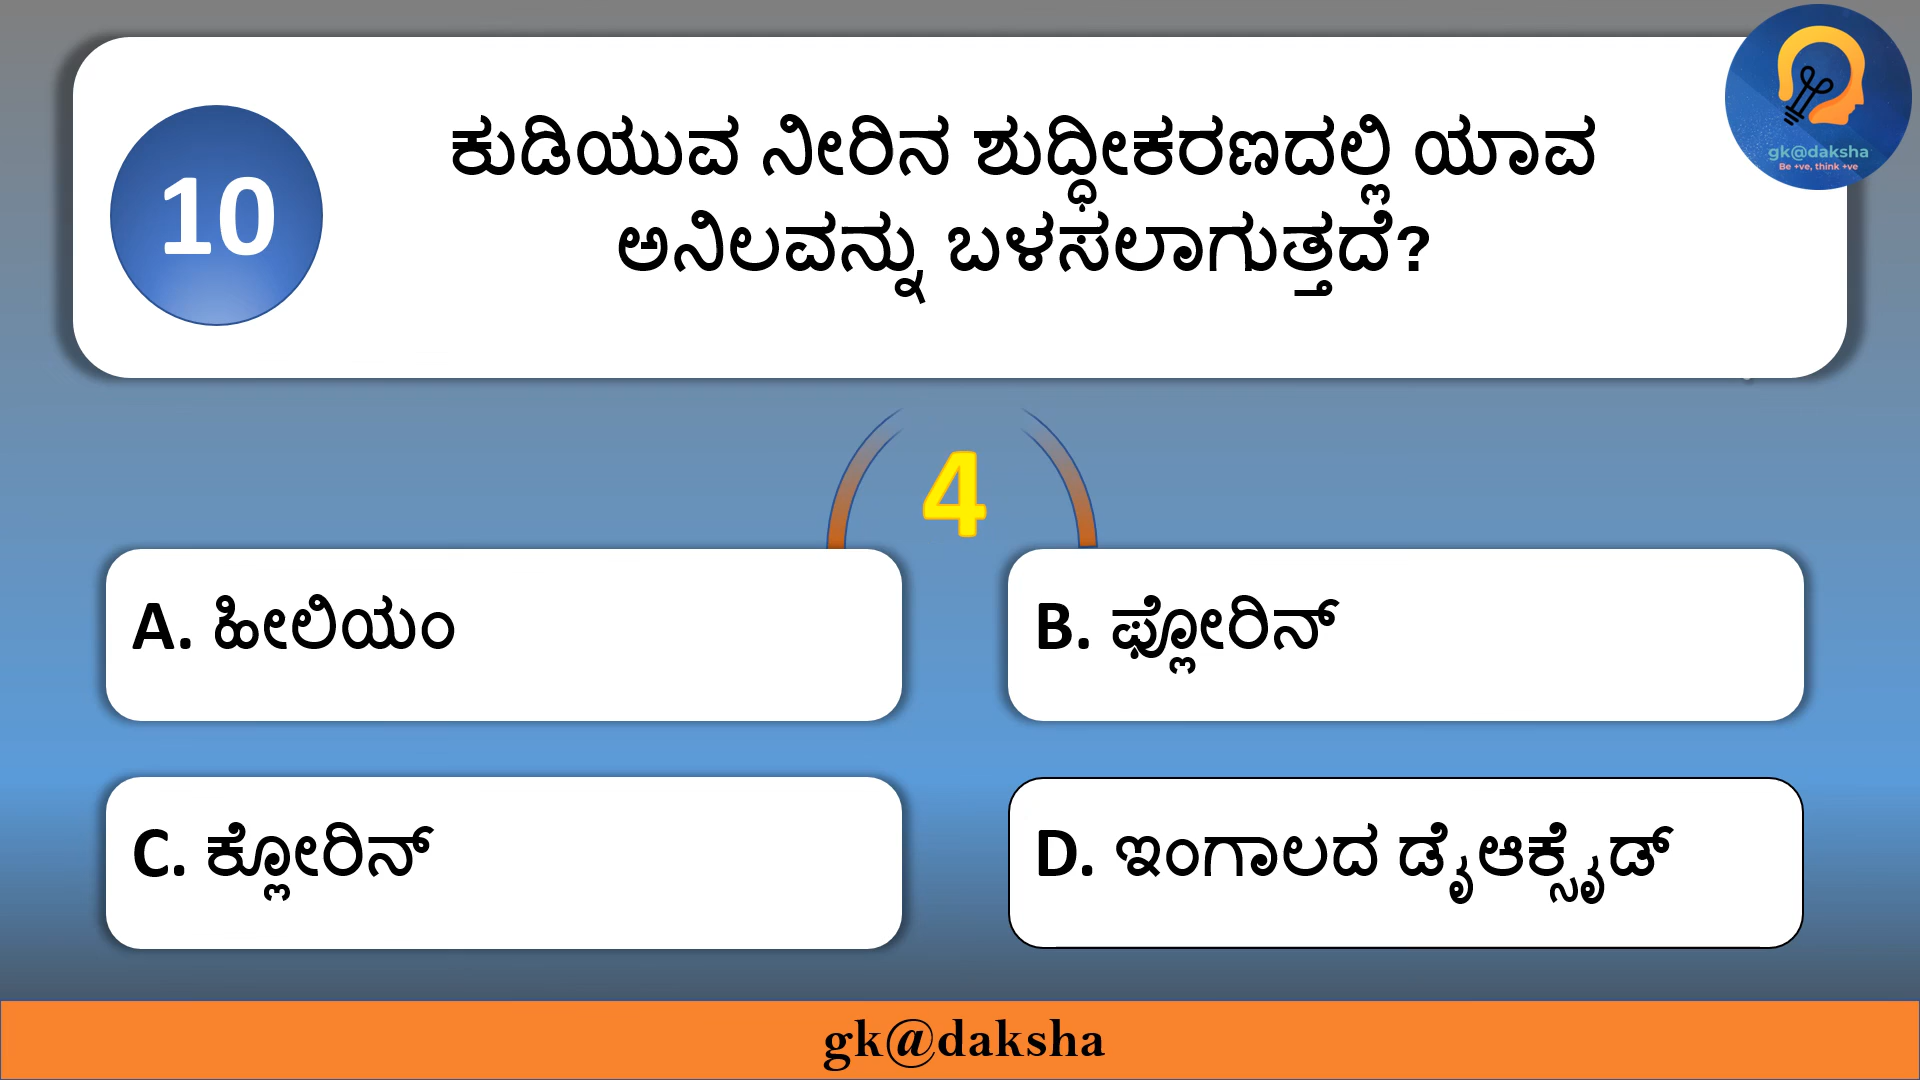 gk@daksha
Be +ve, think +ve
10
ಕುಡಿಯುವ ನೀರಿನ ಶುದ್ಧೀಕರಣದಲ್ಲಿ ಯಾವ
ಅನಿಲವನ್ನು ಬಳಸಲಾಗುತ್ತದೆ?
4
A. ಹೀಲಿಯಂ
B. ಫ್ಲೋರಿನ್
C. ಕ್ಲೋರಿನ್
D. ಇಂಗಾಲದ ಡೈಆಕ್ಸೈಡ್
gk@daksha